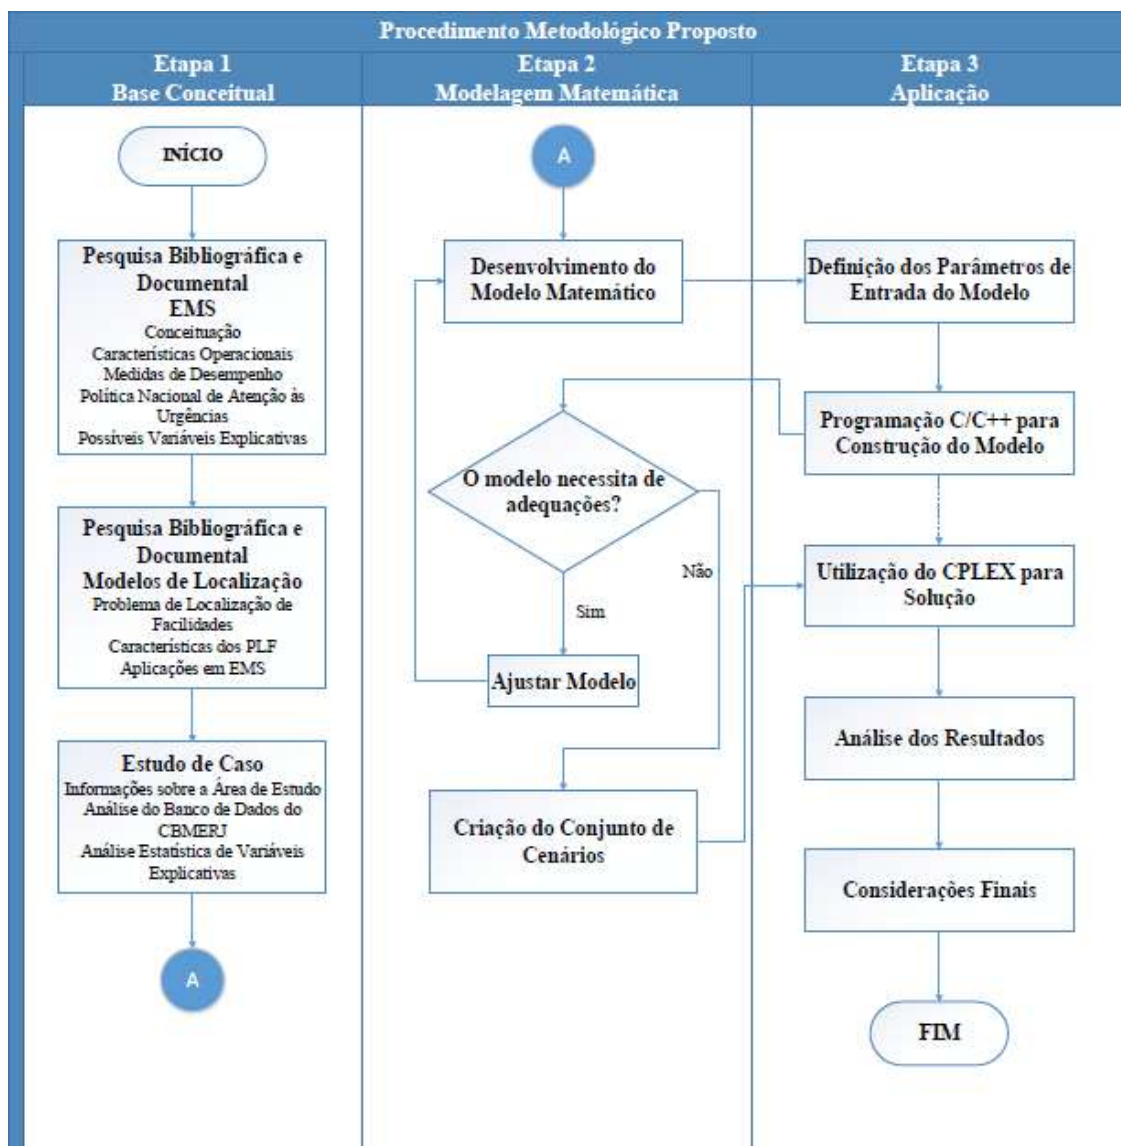 Procedimento Metodológico Proposto
Etapa 1
Base Conceitual
Etapa 2
Modelagem Matemática
Etapa 3
Aplicação
INÍCIO
Pesquisa Bibliográfica e
Documental
EMS
Conceituação
Características Operacionais
Medidas de Desempenho
Política Nacional de Atenção às
Urgências
Possíveis Variáveis Explicativas
Pesquisa Bibliográfica e
Documental
Modelos de Localização
Problema de Localização de
Facilidades
Características dos PLF
Aplicações em EMS
Estudo de Caso
Informações sobre a Área de Estudo
Análise do Banco de Dados do
CBMERJ
Análise Estatística de Variáveis
Explicativas
A
A
Desenvolvimento do
Modelo Matemático
O modelo necessita de
adequações?
Não
Sim
Ajustar Modelo
Criação do Conjunto de
Cenários
Definição dos Parâmetros de
Entrada do Modelo
Programação C/C++ para
Construção do Modelo
Utilização do CPLEX para
Solução
Análise dos Resultados
Considerações Finais
FIM